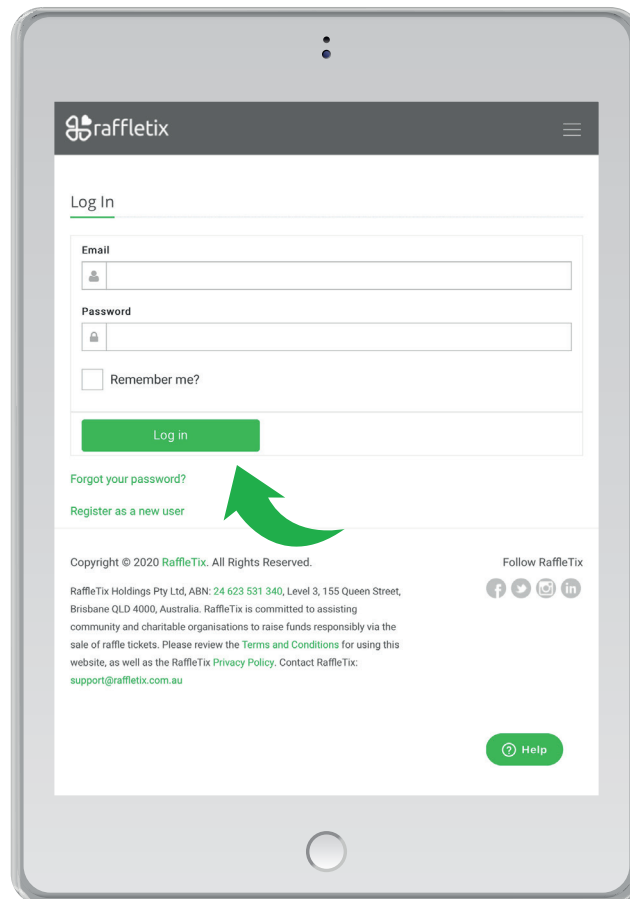 raffletix
Log In
Email
Password
Remember me?
Log in
Forgot your password?
Register as a new user
Copyright © 2020 RaffleTix. All Rights Reserved.
RaffleTix Holdings Pty Ltd, ABN: 24 623 531 340, Level 3, 155 Queen Street,
Brisbane QLD 4000, Australia. RaffleTix is committed to assisting
community and charitable organisations to raise funds responsibly via the
sale of raffle tickets. Please review the Terms and Conditions for using this
website, as well as the RaffleTix Privacy Policy. Contact RaffleTix:
support@raffletix.com.au
Follow RaffleTix
Help